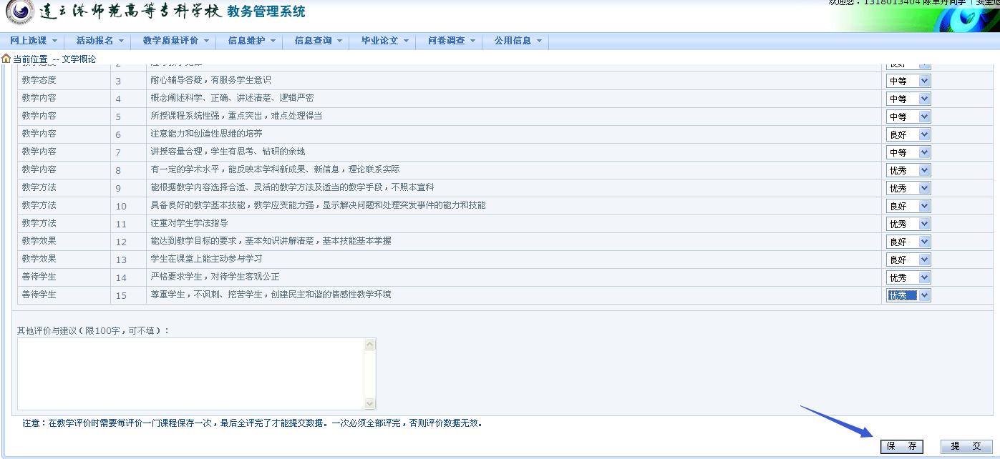 连云港师范高等专科学校 教务管理系统
欢迎您：1318013404 同学 安全退
网上选课 活动报名 教学质量评价 信息维护 信息查询 毕业论文 问卷调查 公用信息
当前位置 -- 文学概论
教学态度 3 耐心辅导答疑，有服务学生意识 中等
教学内容 4 概念阐述科学、正确、讲述清楚、逻辑严密 中等
教学内容 5 所授课程系统性强，重点突出，难点处理得当 中等
教学内容 6 注意能力和创造性思维的培养 良好
教学内容 7 讲授容量合理，学生有思考、钻研的余地 中等
教学内容 8 有一定的学术水平，能反映本学科新成果、新信息，理论联系实际 优秀
教学方法 9 能根据教学内容选择合适、灵活的教学方法及适当的教学手段，不照本宣科 优秀
教学方法 10 具备良好的教学基本技能，教学应变能力强，显示解决问题和处理突发事件的能力和技能 良好
教学方法 11 注重对学生学法指导 优秀
教学效果 12 能达到教学目标的要求，基本知识讲解清楚，基本技能基本掌握 良好
教学效果 13 学生在课堂上能主动参与学习 良好
善待学生 14 严格要求学生，对待学生客观公正 优秀
善待学生 15 尊重学生，不讽刺、挖苦学生，创建民主和谐的情感性教学环境 优秀
其他评价与建议（限100字，可不填）：
注意：在教学评价时需要每评价一门课程保存一次，最后全评完了才能提交数据。一次必须全部评完，否则评价数据无效。
保 存 提 交